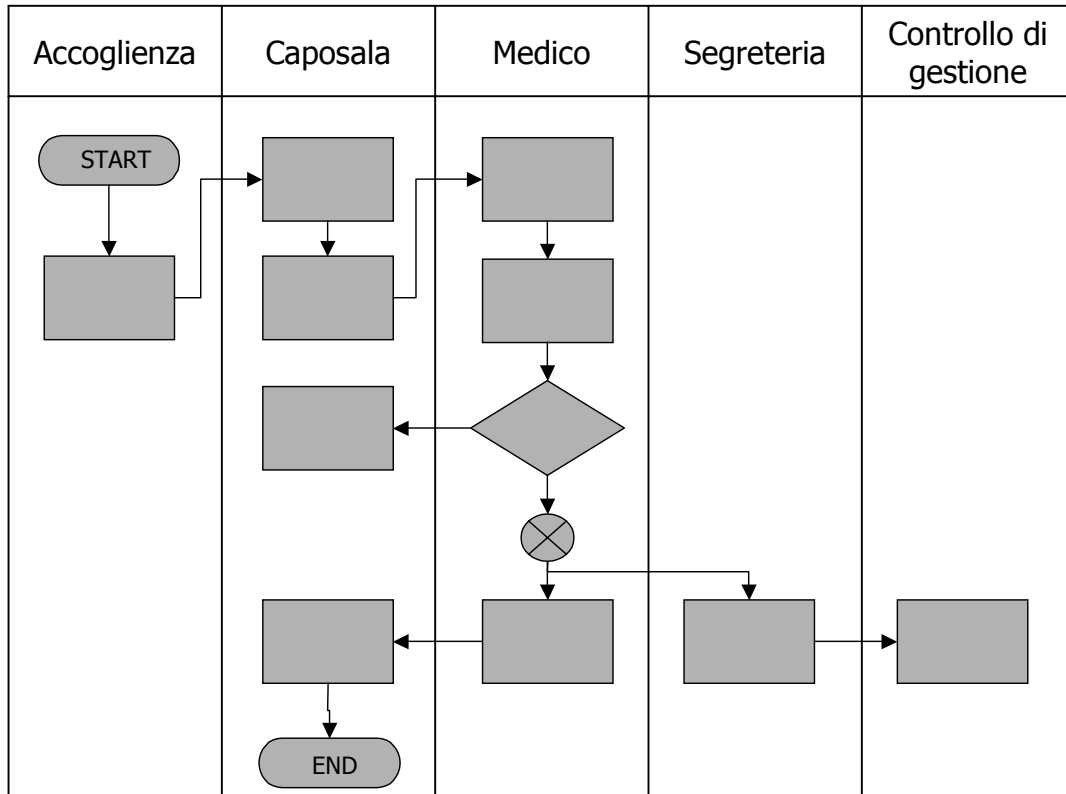 Accoglienza
Caposala
Medico
Segreteria
Controllo di
gestione
START
END